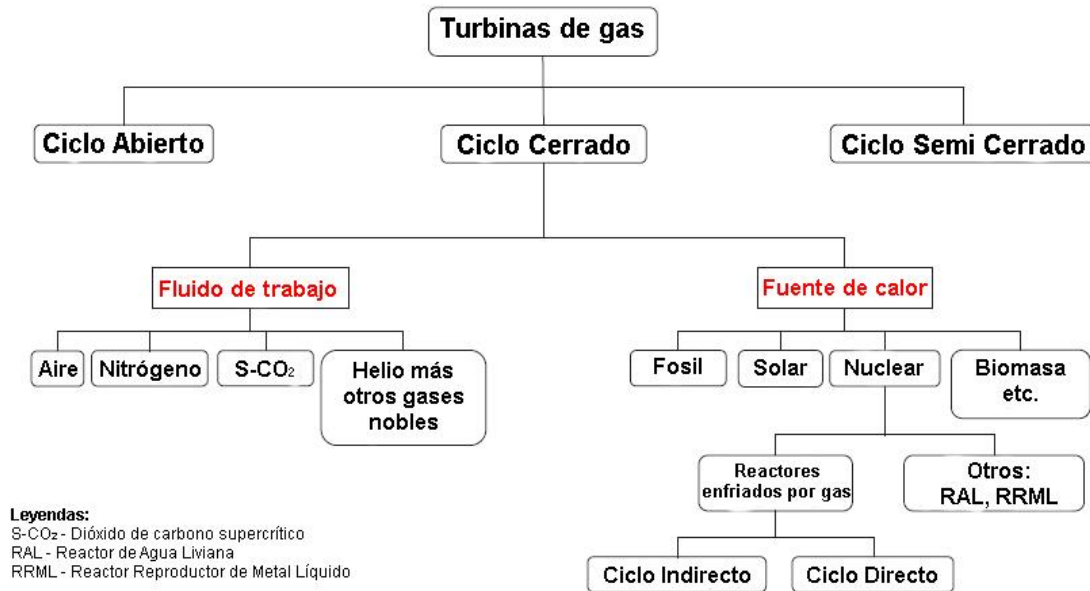 Turbinas de gas
Ciclo Abierto
Ciclo Cerrado
Ciclo Semi Cerrado
Fluido de trabajo
Fuente de calor
Aire
Nitrógeno
S-CO₂
Helio más
otros gases
nobles
Fosil
Solar
Nuclear
Biomasa
etc.
Reactores
enfriados por gas
Otros:
RAL, RRML
Ciclo Indirecto
Ciclo Directo
Leyendas:
S-CO₂ - Dióxido de carbono supercrítico
RAL - Reactor de Agua Liviana
RRML - Reactor Reproductor de Metal Líquido